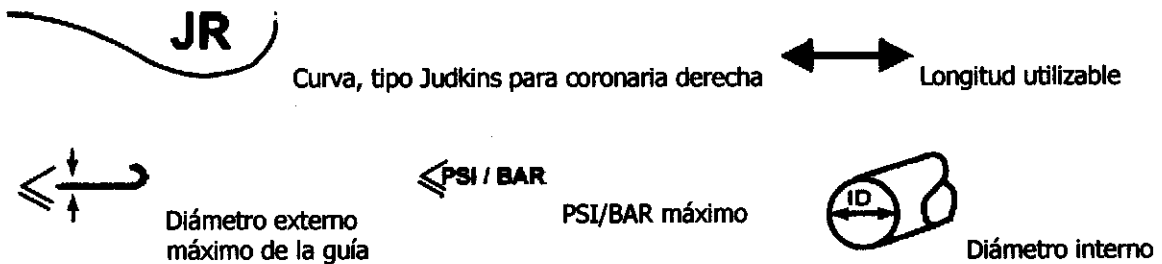 JR
Curva, tipo Judkins para coronaria derecha
Longitud utilizable
Diámetro externo
máximo de la guía
≤PSI / BAR
PSI/BAR máximo
ID
Diámetro interno